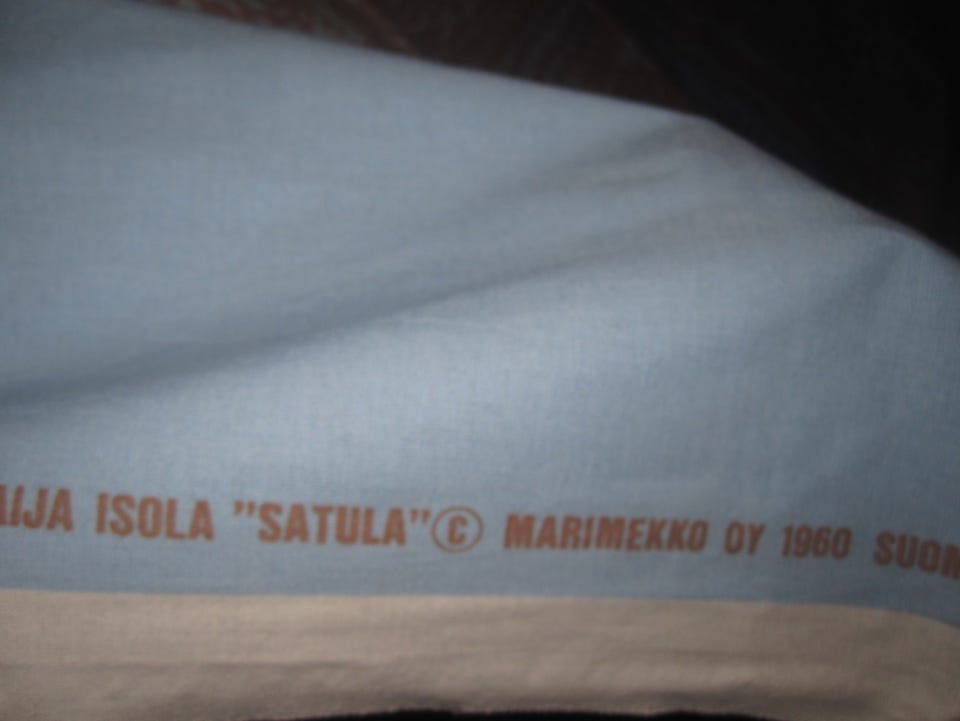 AIJA ISOLA "SATULA" © MARIMEKKO OY 1960 SUOM